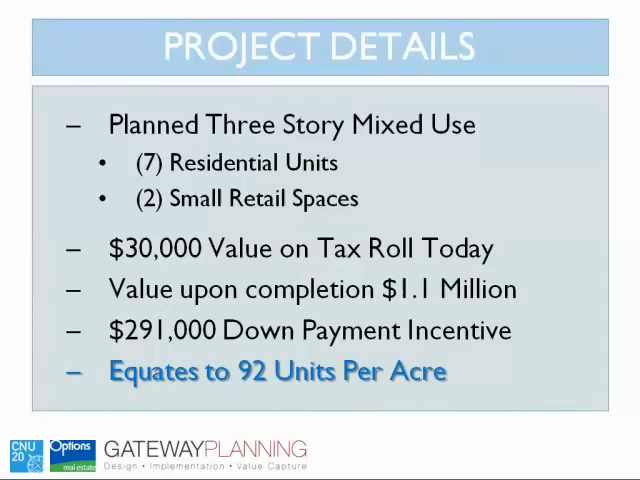 PROJECT DETAILS
– Planned Three Story Mixed Use
• (7) Residential Units
• (2) Small Retail Spaces
– $30,000 Value on Tax Roll Today
– Value upon completion $1.1 Million
– $291,000 Down Payment Incentive
– Equates to 92 Units Per Acre
CNU
20
Options
real estate
GATEWAYPLANNING
Design • Implementation • Value Capture